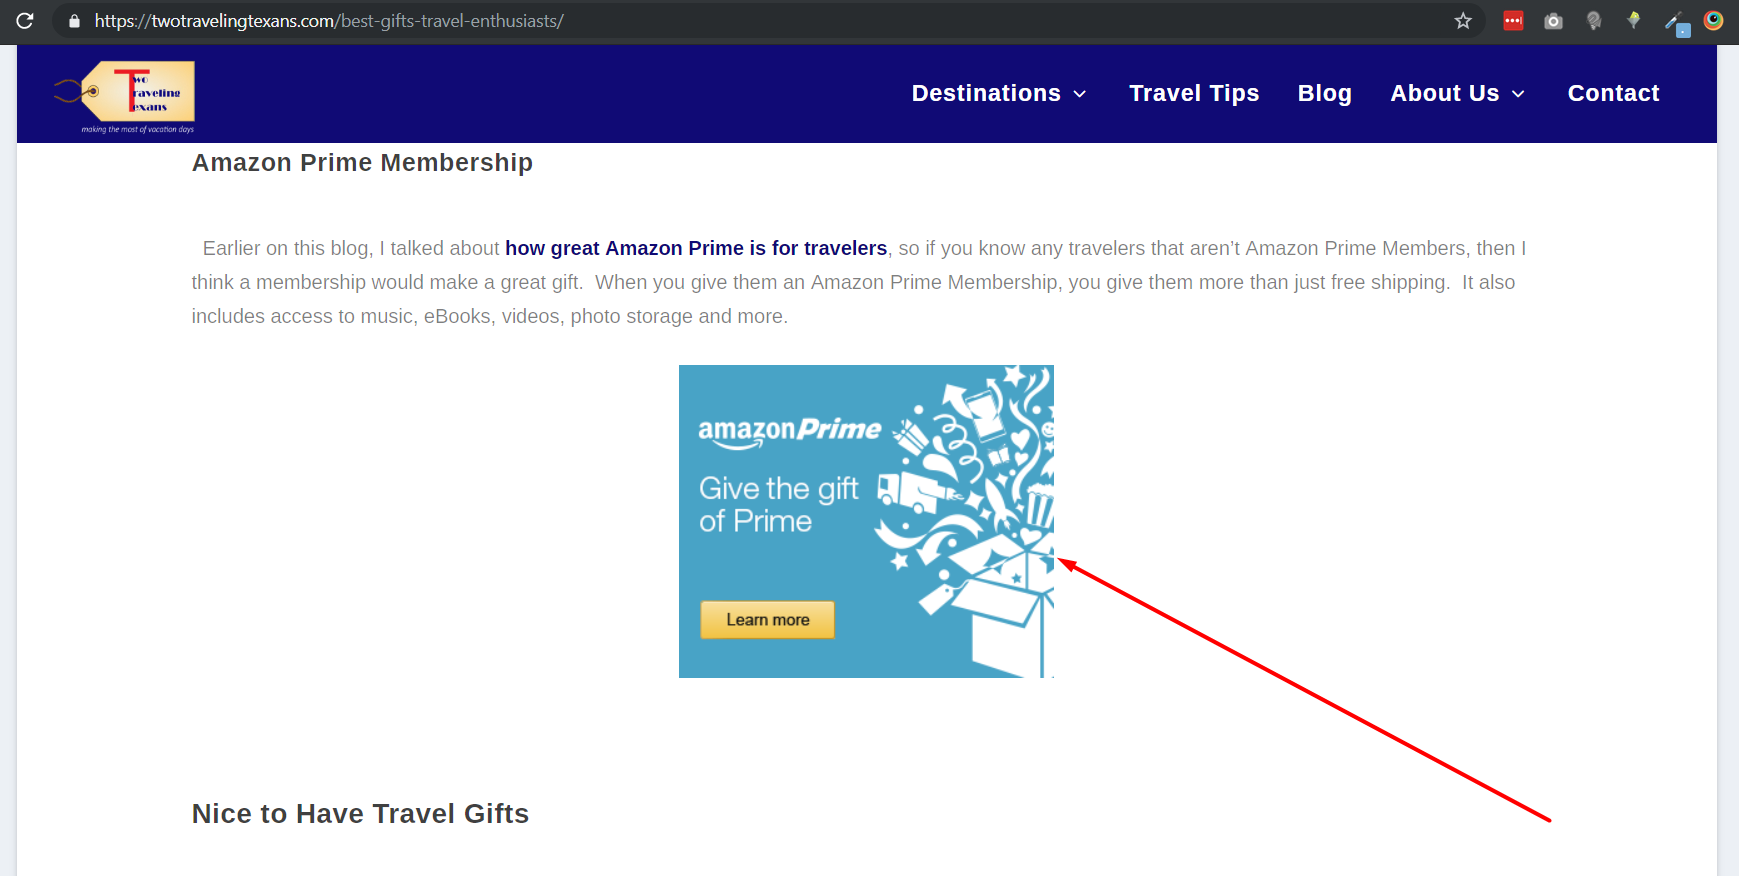 https://twotravelingtexans.com/best-gifts-travel-enthusiasts/
Two
Traveling
Texans
making the most of vacation days
Destinations
Travel Tips
Blog
About Us
Contact
Amazon Prime Membership
Earlier on this blog, I talked about how great Amazon Prime is for travelers, so if you know any travelers that aren’t Amazon Prime Members, then I
think a membership would make a great gift. When you give them an Amazon Prime Membership, you give them more than just free shipping. It also
includes access to music, eBooks, videos, photo storage and more.
amazonPrime
Give the gift
of Prime
Learn more
Nice to Have Travel Gifts